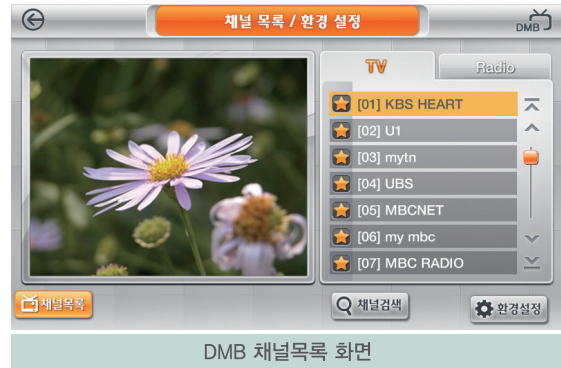 채널 목록 / 환경 설정
DMB
TV
Radio
[01] KBS HEART
[02] U1
[03] mytn
[04] UBS
[05] MBCNET
[06] my mbc
[07] MBC RADIO
채널목록
채널검색
환경설정
DMB 채널목록 화면